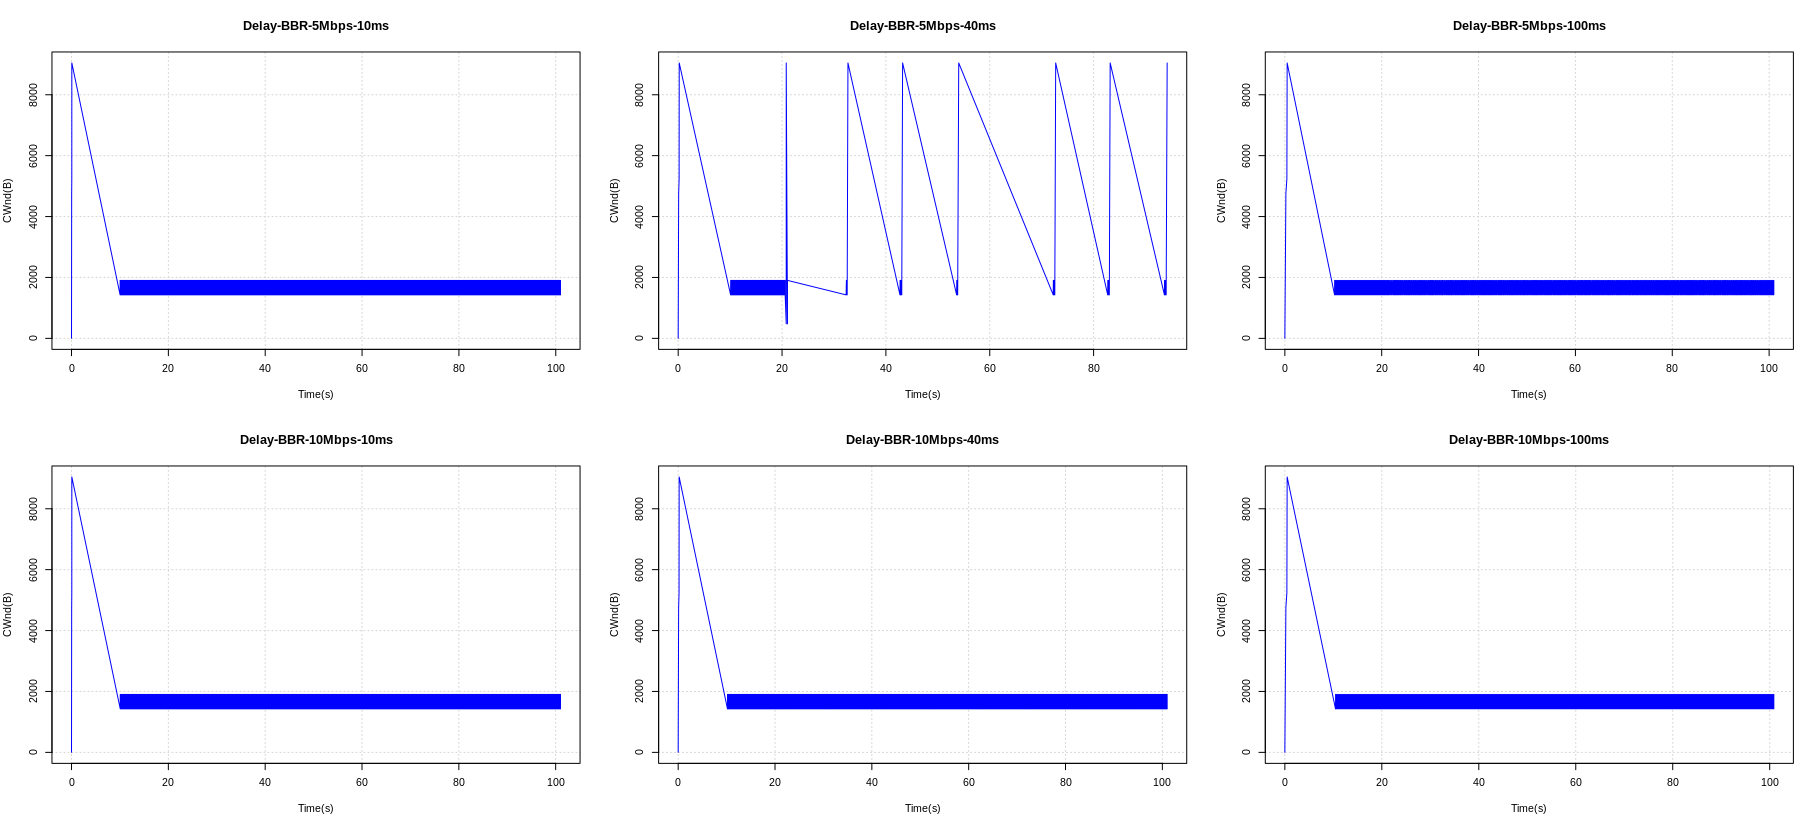 Delay-BBR-5Mbps-10ms
CWnd(B)
8000
6000
4000
2000
0
0 20 40 60 80 100
Time(s)
Delay-BBR-5Mbps-40ms
CWnd(B)
8000
6000
4000
2000
0
0 20 40 60 80
Time(s)
Delay-BBR-5Mbps-100ms
CWnd(B)
8000
6000
4000
2000
0
0 20 40 60 80 100
Time(s)
Delay-BBR-10Mbps-10ms
CWnd(B)
8000
6000
4000
2000
0
0 20 40 60 80 100
Time(s)
Delay-BBR-10Mbps-40ms
CWnd(B)
8000
6000
4000
2000
0
0 20 40 60 80 100
Time(s)
Delay-BBR-10Mbps-100ms
CWnd(B)
8000
6000
4000
2000
0
0 20 40 60 80 100
Time(s)